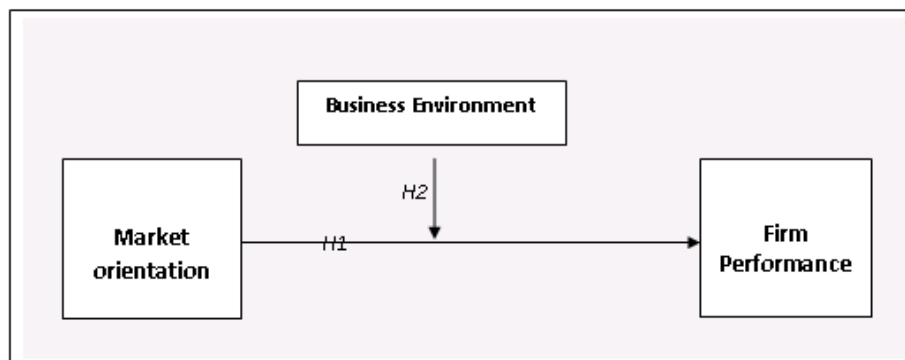 Business Environment
H2
Market
orientation
H1
Firm
Performance